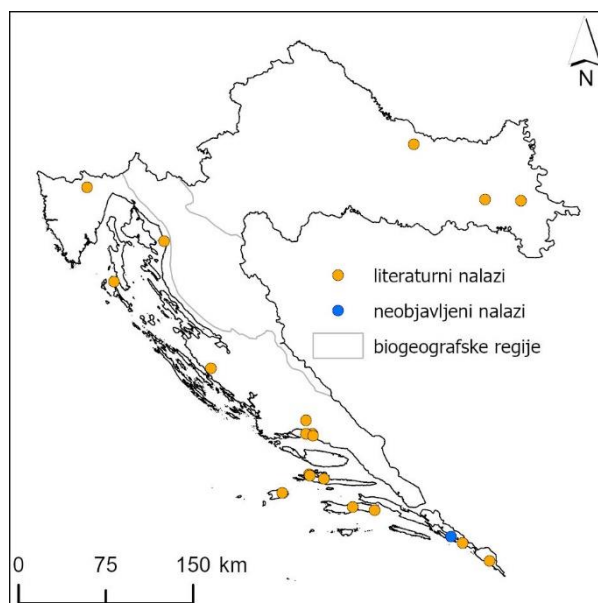 N
literaturni nalazi
neobjavljeni nalazi
biogeografske regije
0 75 150 km